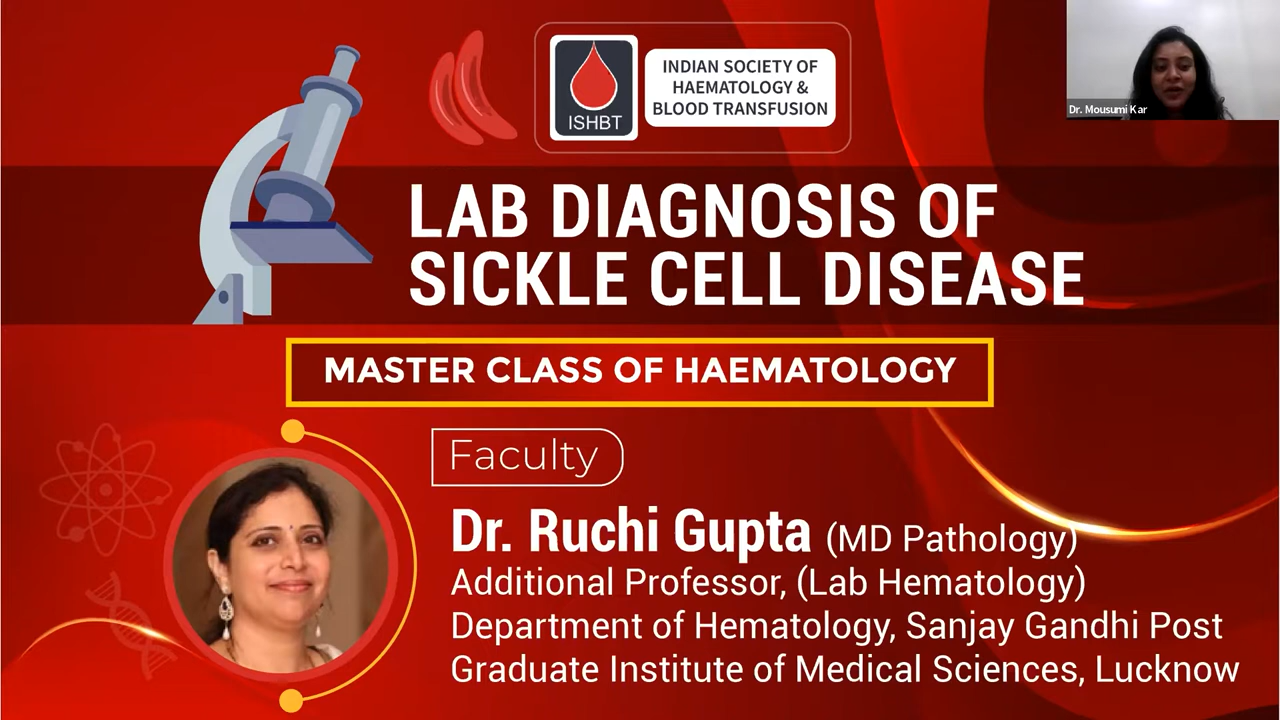 ISHBT
INDIAN SOCIETY OF
HAEMATOLOGY &
BLOOD TRANSFUSION
Dr. Mousumi Kar
LAB DIAGNOSIS OF
SICKLE CELL DISEASE
MASTER CLASS OF HAEMATOLOGY
Faculty
Dr. Ruchi Gupta (MD Pathology)
Additional Professor, (Lab Hematology)
Department of Hematology, Sanjay Gandhi Post
Graduate Institute of Medical Sciences, Lucknow